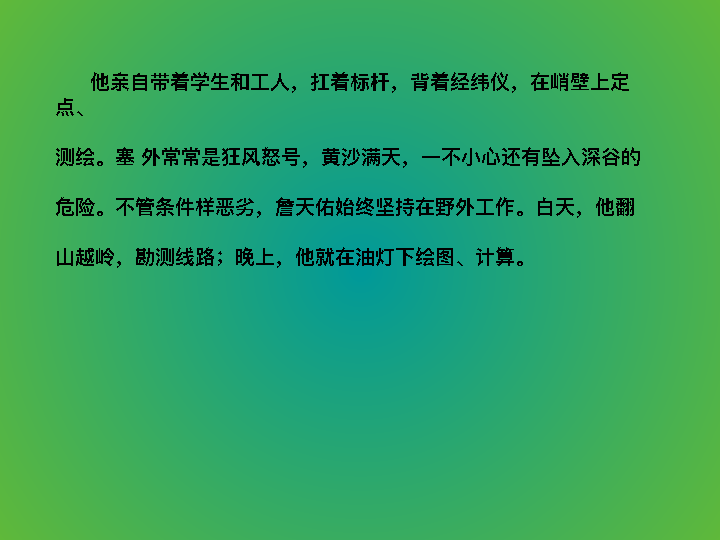 他亲自带着学生和工人，扛着标杆，背着经纬仪，在峭壁上定
点、
测绘。塞 外常常是狂风怒号，黄沙满天，一不小心还有坠入深谷的
危险。不管条件样恶劣，詹天佑始终坚持在野外工作。白天，他翻
山越岭，勘测线路；晚上，他就在油灯下绘图、计算。